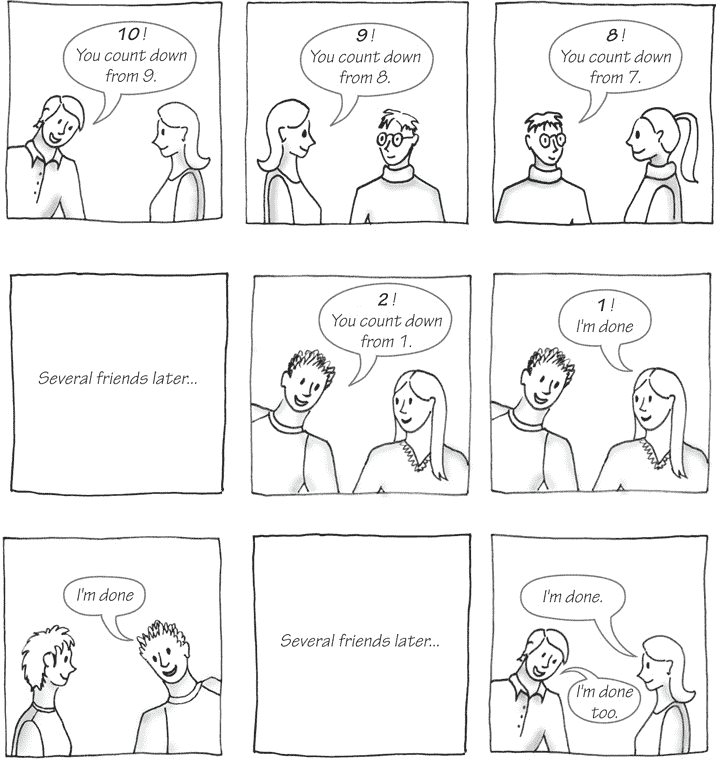 10!
You count down
from 9.
9!
You count down
from 8.
8!
You count down
from 7.
Several friends later...
2!
You count down
from 1.
1!
I'm done
I'm done
Several friends later...
I'm done.
I'm done
too.